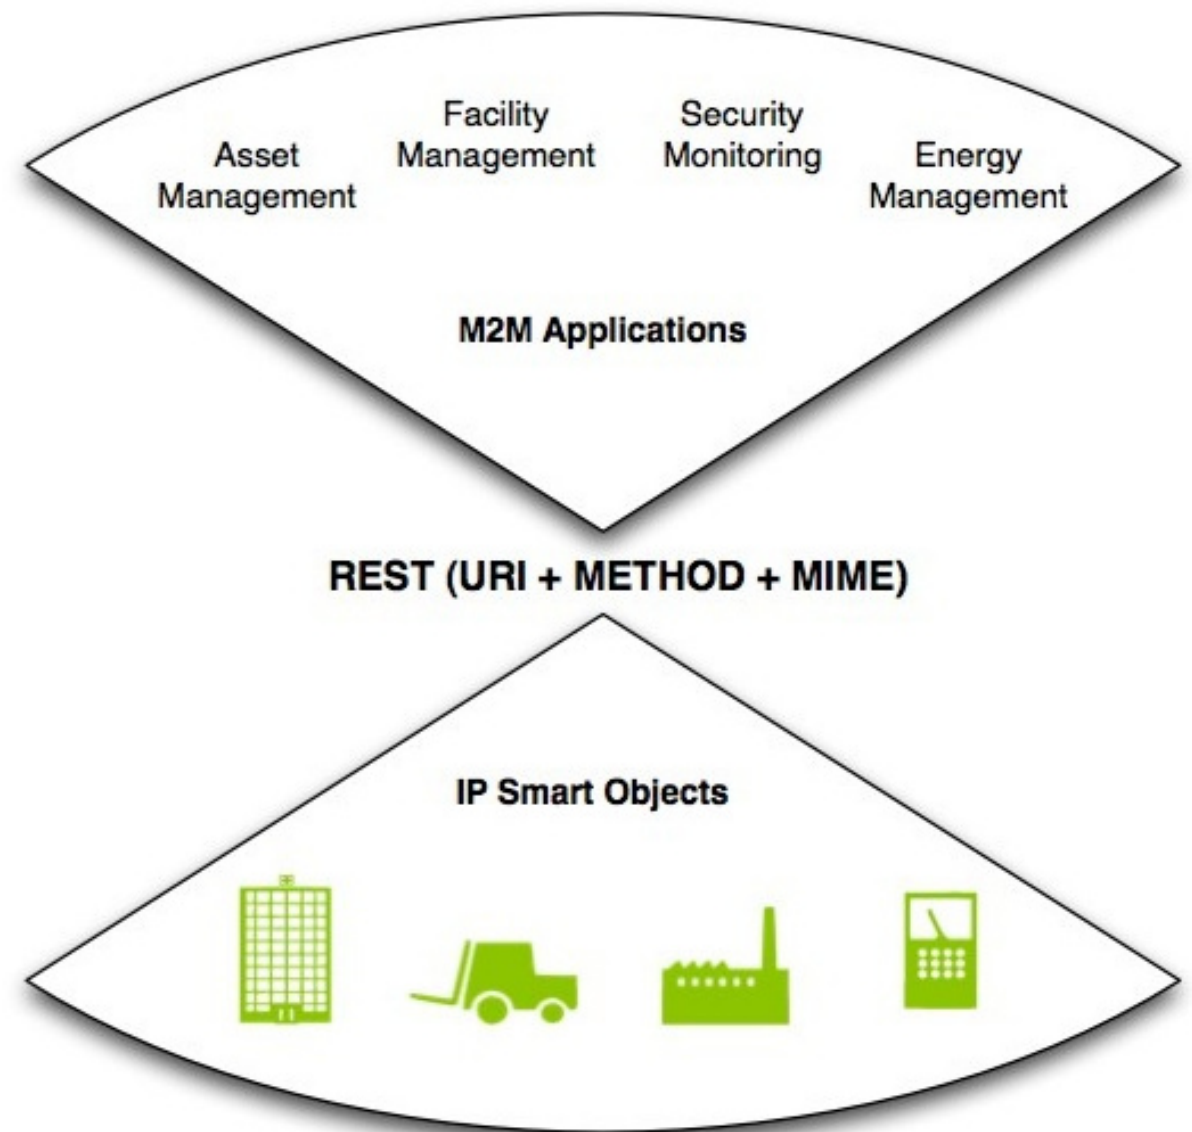 Asset
Management
Facility
Management
Security
Monitoring
Energy
Management
M2M Applications
REST (URI + METHOD + MIME)
IP Smart Objects